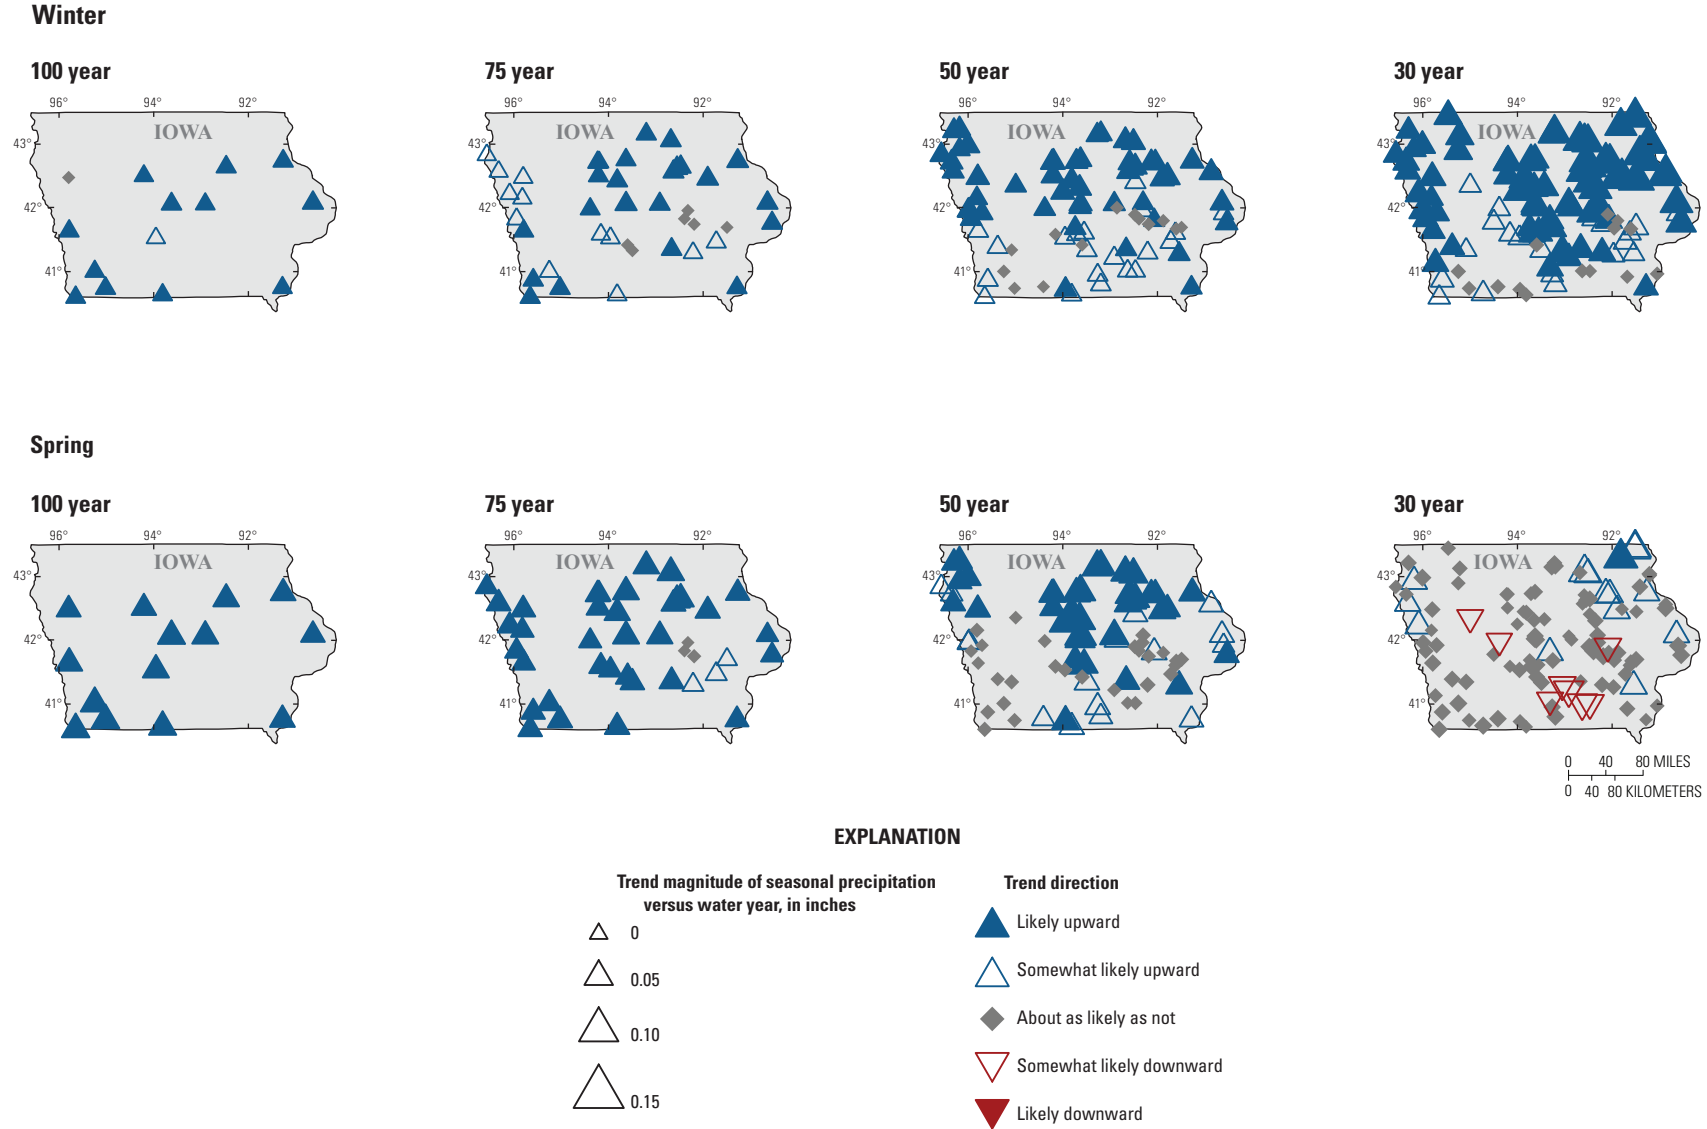 Winter
100 year
75 year
50 year
30 year
96° 94° 92°
96° 94° 92°
96° 94° 92°
96° 94° 92°
IOWA
IOWA
IOWA
IOWA
43°
43°
43°
43°
42°
42°
42°
42°
41°
41°
41°
41°
Spring
100 year
75 year
50 year
30 year
96° 94° 92°
96° 94° 92°
96° 94° 92°
96° 94° 92°
IOWA
IOWA
IOWA
IOWA
43°
43°
43°
43°
42°
42°
42°
42°
41°
41°
41°
41°
0 40 80 MILES
0 40 80 KILOMETERS
EXPLANATION
Trend magnitude of seasonal precipitation
versus water year, in inches
0
0.05
0.10
0.15
Trend direction
Likely upward
Somewhat likely upward
About as likely as not
Somewhat likely downward
Likely downward